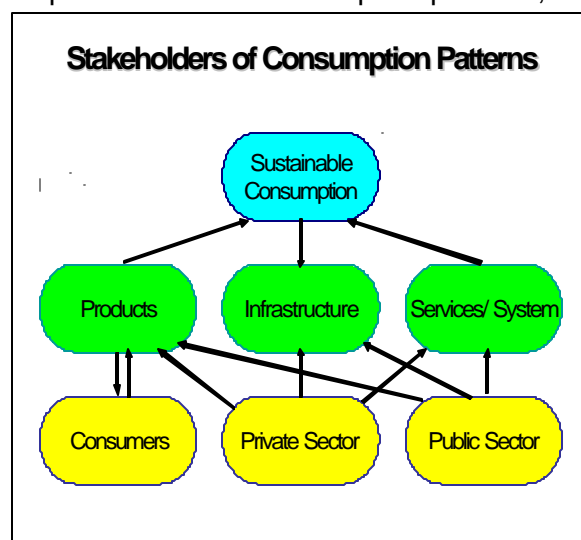 Stakeholders of Consumption Patterns
Sustainable
Consumption
Products
Infrastructure
Services/ System
Consumers
Private Sector
Public Sector